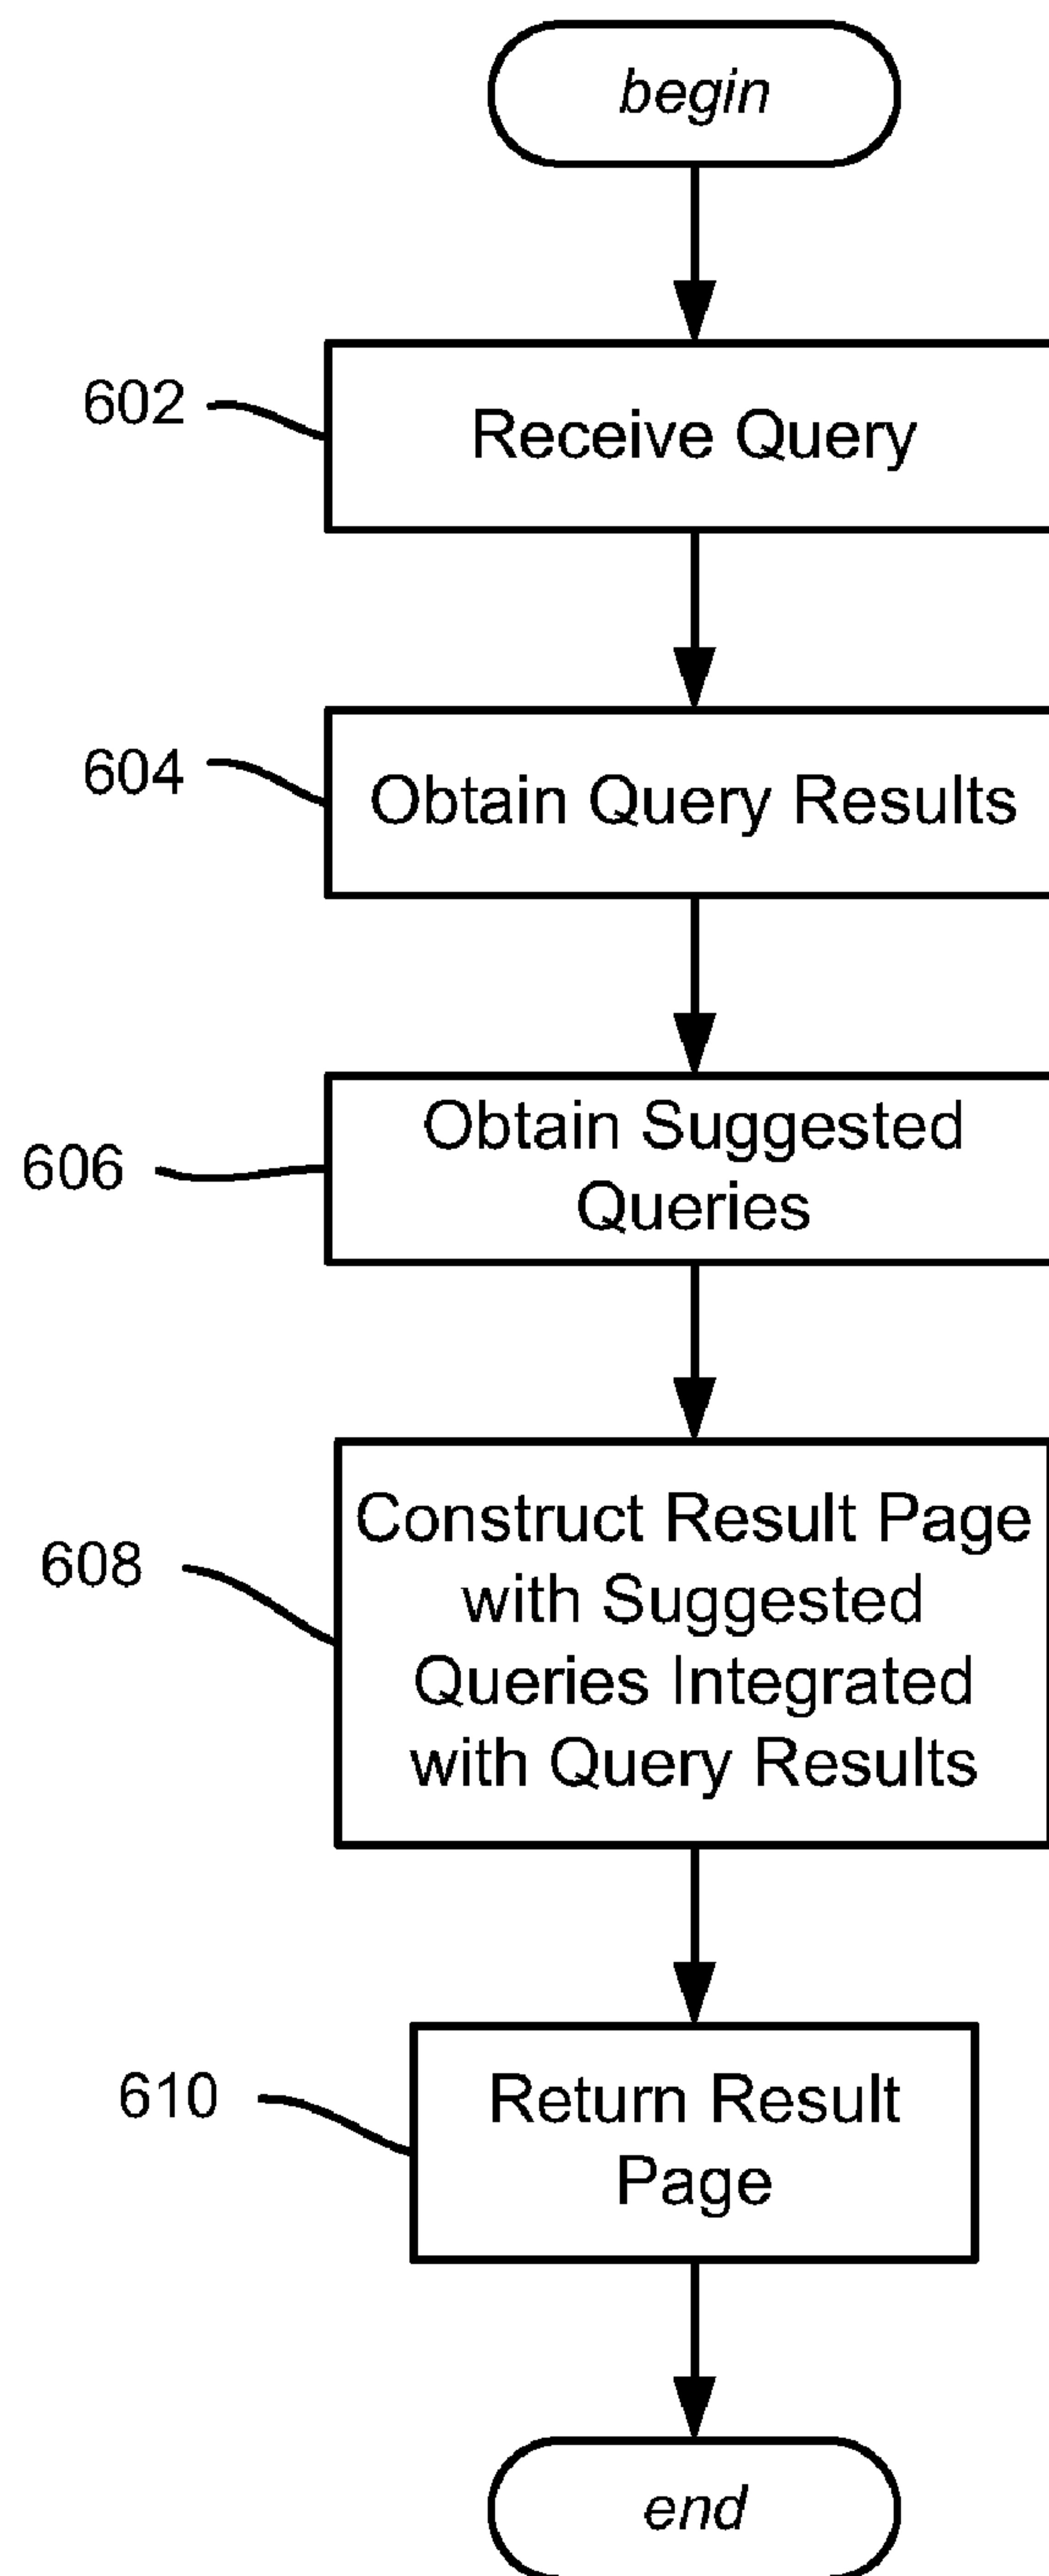 begin
602
Receive Query
604
Obtain Query Results
606
Obtain Suggested
Queries
608
Construct Result Page
with Suggested
Queries Integrated
with Query Results
610
Return Result
Page
end